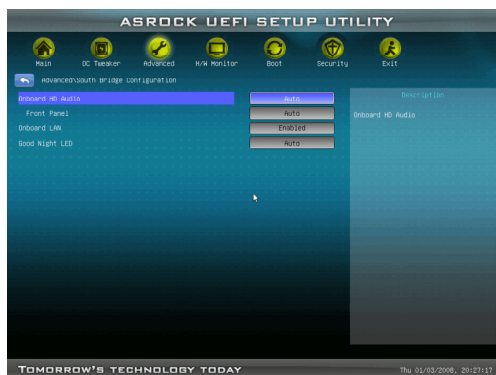 ASROCK UEFI SETUP UTILITY
Main OC Tweaker Advanced H/W Monitor Boot Security Exit
Advanced\South Bridge Configuration
Description
Onboard HD Audio Auto
Onboard HD Audio
Front Panel Auto
Onboard LAN Enabled
Good Night LED Auto
TOMORROW'S TECHNOLOGY TODAY
Thu 01/03/2008, 20:27:17